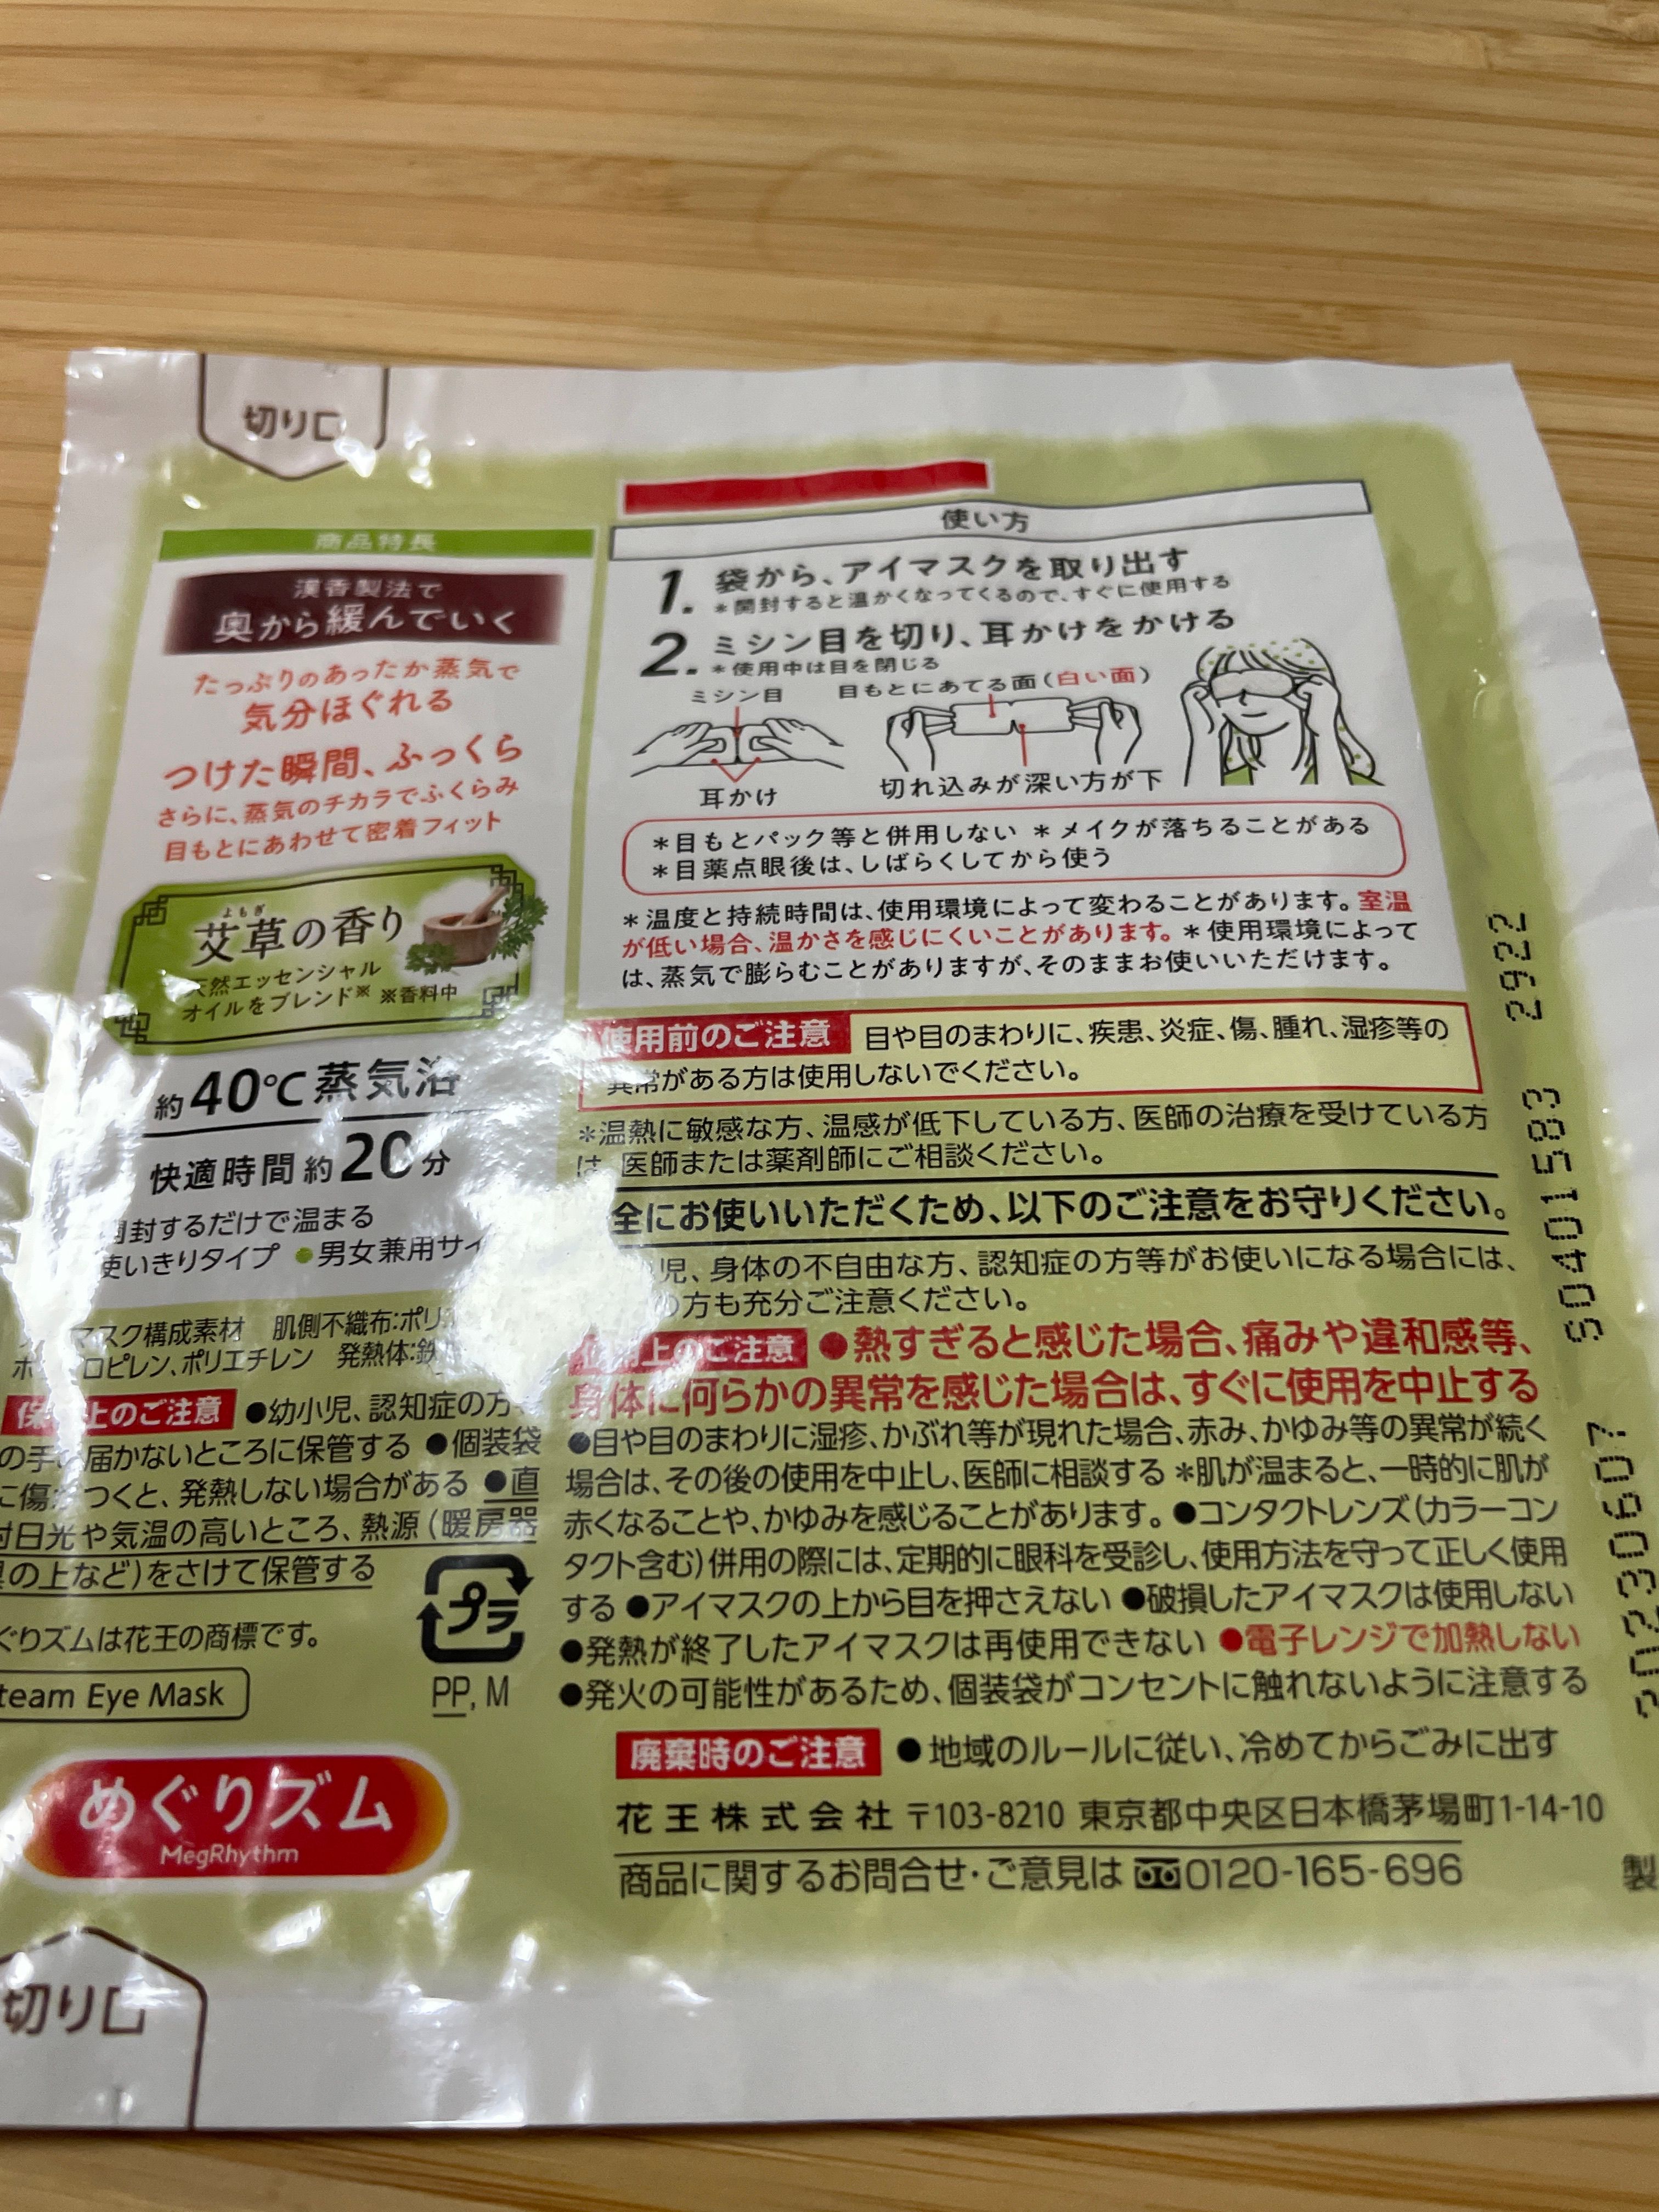 切り口
商品特長
漢香製法で
奥から緩んでいく
たっぷりのあったか蒸気で
気分ほぐれる
つけた瞬間、ふっくら
さらに、蒸気のチカラでふくらみ
目もとにあわせて密着フィット
よもぎ
艾草の香り
天然エッセンシャル
オイルをブレンド※ ※香料中
約40℃蒸気浴
快適時間約20分
開封するだけで温まる
使いきりタイプ ●男女兼用サイ
マスク構成素材 肌側不織布:ポリ
ロピレン、ポリエチレン 発熱体:鉄
上のご注意 ●幼小児、認知症の方
の手の届かないところに保管する ●個装袋
に傷がつくと、発熱しない場合がある ●直
射日光や気温の高いところ、熱源(暖房器
具の上など)をさけて保管する
ぐりズムは花王の商標です。
プラ
PP, M
team Eye Mask
めぐりズム
MegRhythm
切り口
使い方
1. 袋から、アイマスクを取り出す
*開封すると温かくなってくるので、すぐに使用する
2. ミシン目を切り、耳かけをかける
*使用中は目を閉じる
ミシン目 目もとにあてる面(白い面)
耳かけ 切れ込みが深い方が下
*目もとパック等と併用しない *メイクが落ちることがある
*目薬点眼後は、しばらくしてから使う
*温度と持続時間は、使用環境によって変わることがあります。室温
が低い場合、温かさを感じにくいことがあります。*使用環境によって
は、蒸気で膨らむことがありますが、そのままお使いいただけます。
使用前のご注意 目や目のまわりに、疾患、炎症、傷、腫れ、湿疹等の
異常がある方は使用しないでください。
*温熱に敏感な方、温感が低下している方、医師の治療を受けている方
は、医師または薬剤師にご相談ください。
全にお使いいただくため、以下のご注意をお守りください。
児、身体の不自由な方、認知症の方等がお使いになる場合には、
の方も充分ご注意ください。
上のご注意 ●熱すぎると感じた場合、痛みや違和感等、
身体に何らかの異常を感じた場合は、すぐに使用を中止する
●目や目のまわりに湿疹、かぶれ等が現れた場合、赤み、かゆみ等の異常が続く
場合は、その後の使用を中止し、医師に相談する *肌が温まると、一時的に肌が
赤くなることや、かゆみを感じることがあります。●コンタクトレンズ(カラーコン
タクト含む)併用の際には、定期的に眼科を受診し、使用方法を守って正しく使用
する ●アイマスクの上から目を押さえない ●破損したアイマスクは使用しない
●発熱が終了したアイマスクは再使用できない ●電子レンジで加熱しない
●発火の可能性があるため、個装袋がコンセントに触れないように注意する
廃棄時のご注意 ●地域のルールに従い、冷めてからごみに出す
花王株式会社 〒103-8210 東京都中央区日本橋茅場町1-14-10
商品に関するお問合せ・ご意見は 0120-165-696
製
20230607 S0401583 2922